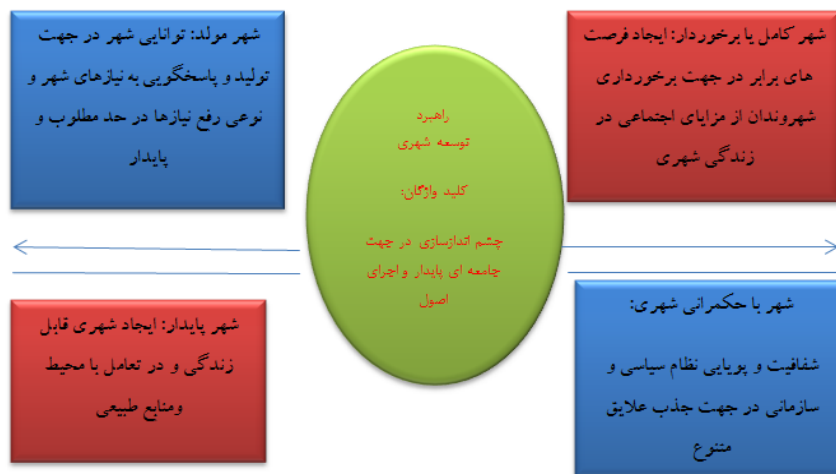 شهر کامل یا برخوردار: ایجاد فرصت
های برابر در جهت برخورداری
شهروندان از مزایای اجتماعی در
زندگی شهری
شهر مولد: توانایی شهر در جهت
تولید و پاسخگویی به نیازهای شهر و
نوعی رفع نیازها در حد مطلوب و
پایدار
راهبرد
توسعه شهری
کلید واژگان:
چشم اندازسازی در جهت
جامعه ای پایدار و اجرای
اصول
شهر با حکمرانی شهری:
شفافیت و پویایی نظام سیاسی و
سازمانی در جهت جذب علایق
متنوع
شهر پایدار: ایجاد شهری قابل
زندگی و در تعامل با محیط
ومنابع طبیعی